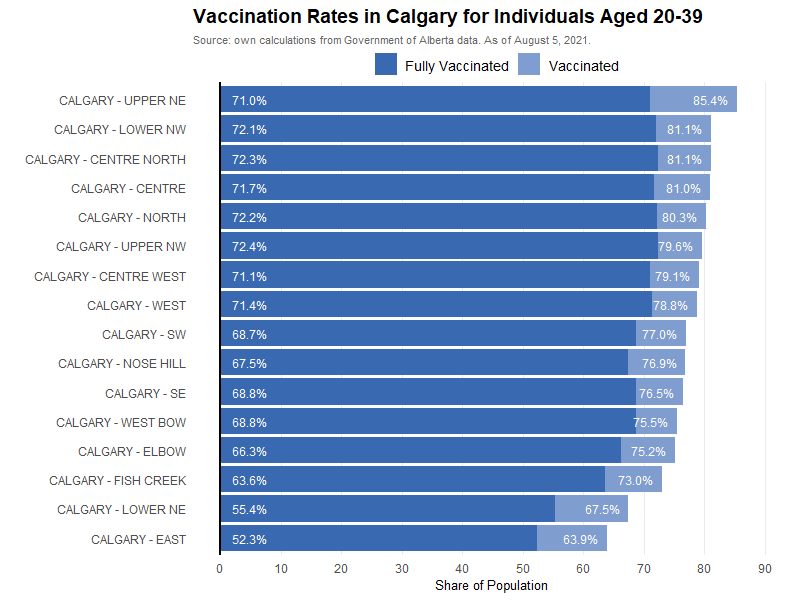 Vaccination Rates in Calgary for Individuals Aged 20-39
Source: own calculations from Government of Alberta data. As of August 5, 2021.
Fully Vaccinated Vaccinated
CALGARY - UPPER NE 71.0% 85.4%
CALGARY - LOWER NW 72.1% 81.1%
CALGARY - CENTRE NORTH 72.3% 81.1%
CALGARY - CENTRE 71.7% 81.0%
CALGARY - NORTH 72.2% 80.3%
CALGARY - UPPER NW 72.4% 79.6%
CALGARY - CENTRE WEST 71.1% 79.1%
CALGARY - WEST 71.4% 78.8%
CALGARY - SW 68.7% 77.0%
CALGARY - NOSE HILL 67.5% 76.9%
CALGARY - SE 68.8% 76.5%
CALGARY - WEST BOW 68.8% 75.5%
CALGARY - ELBOW 66.3% 75.2%
CALGARY - FISH CREEK 63.6% 73.0%
CALGARY - LOWER NE 55.4% 67.5%
CALGARY - EAST 52.3% 63.9%
0 10 20 30 40 50 60 70 80 90
Share of Population